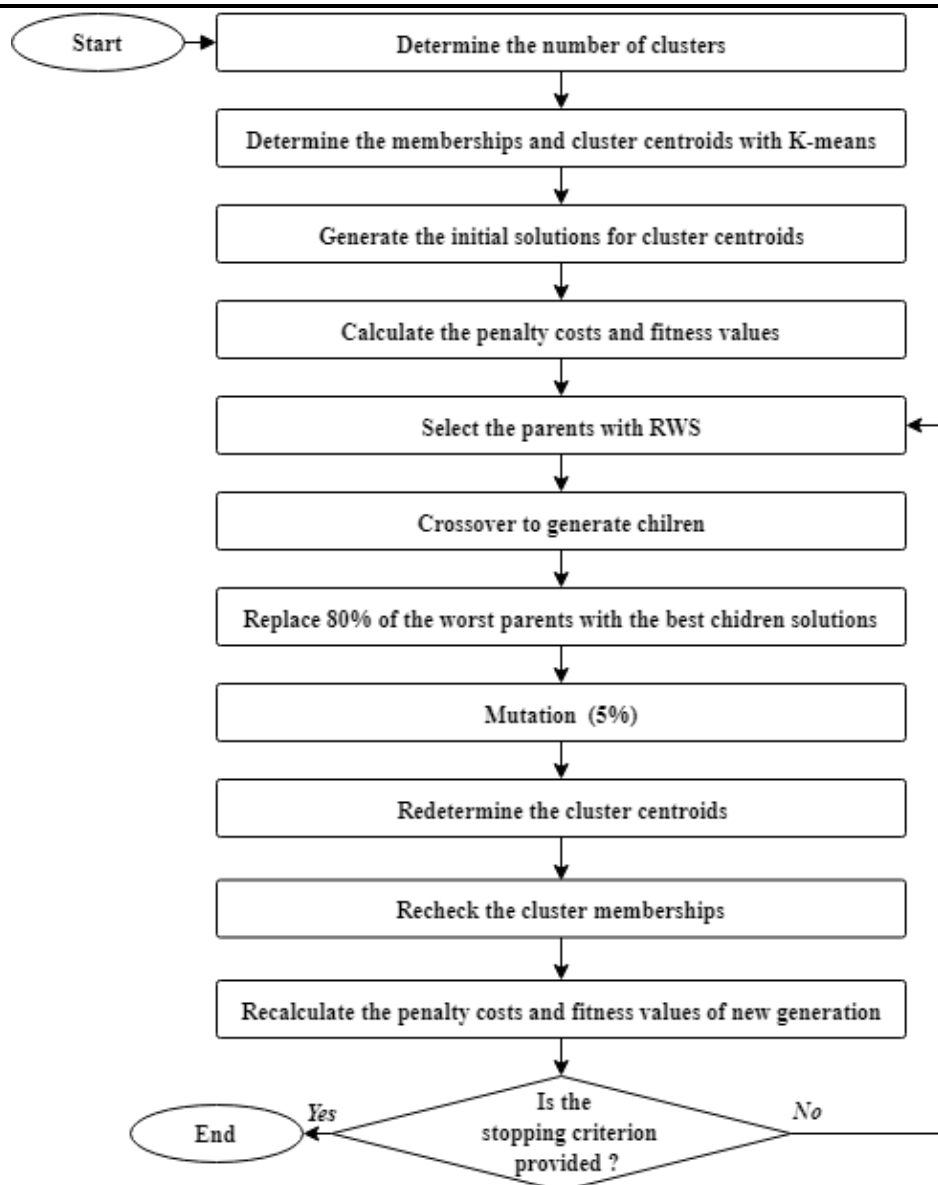 Start
Determine the number of clusters
Determine the memberships and cluster centroids with K-means
Generate the initial solutions for cluster centroids
Calculate the penalty costs and fitness values
Select the parents with RWS
Crossover to generate chilren
Replace 80% of the worst parents with the best chidren solutions
Mutation (5%)
Redetermine the cluster centroids
Recheck the cluster memberships
Recalculate the penalty costs and fitness values of new generation
Is the
stopping criterion
provided ?
Yes
No
End